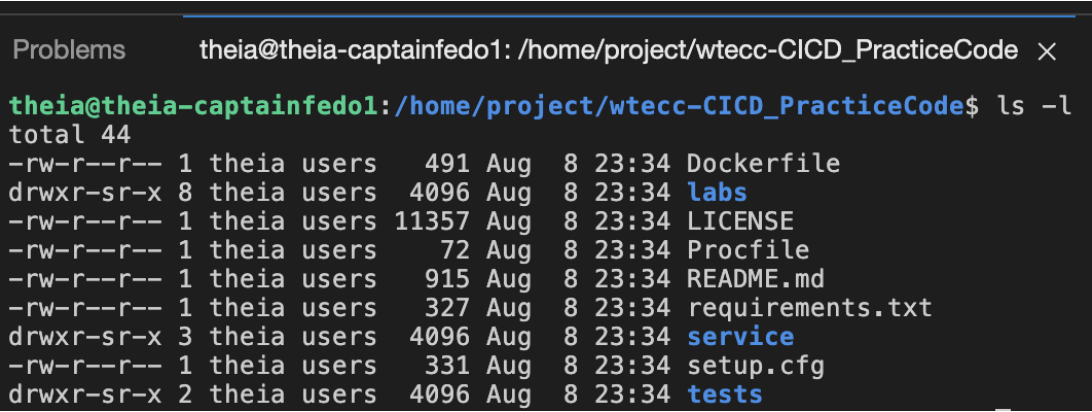 Problems theia@theia-captainfedo1: /home/project/wtecc-CICD_PracticeCode ×
theia@theia-captainfedo1:/home/project/wtecc-CICD_PracticeCode$ ls -l
total 44
-rw-r--r-- 1 theia users   491 Aug  8 23:34 Dockerfile
drwxr-sr-x 8 theia users  4096 Aug  8 23:34 labs
-rw-r--r-- 1 theia users 11357 Aug  8 23:34 LICENSE
-rw-r--r-- 1 theia users    72 Aug  8 23:34 Procfile
-rw-r--r-- 1 theia users   915 Aug  8 23:34 README.md
-rw-r--r-- 1 theia users   327 Aug  8 23:34 requirements.txt
drwxr-sr-x 3 theia users  4096 Aug  8 23:34 service
-rw-r--r-- 1 theia users   331 Aug  8 23:34 setup.cfg
drwxr-sr-x 2 theia users  4096 Aug  8 23:34 tests